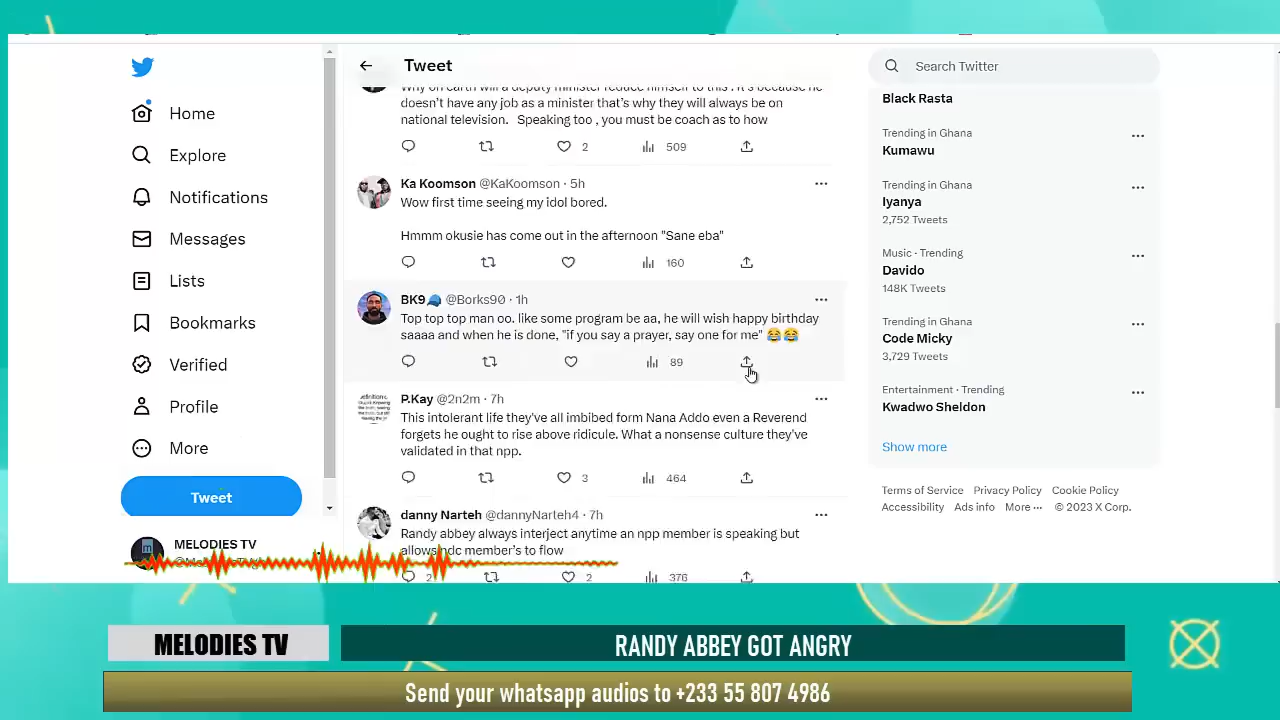 Home
Explore
Notifications
Messages
Lists
Bookmarks
Verified
Profile
More
Tweet
MELODIES TV
Tweet
Why on earth will a deputy minister reduce himself to this . It's because he
doesn't have any job as a minister that's why they will always be on
national television. Speaking too , you must be coach as to how
2
509
Ka Koomson @KaKoomson · 5h
Wow first time seeing my idol bored.
Hmmm okusie has come out in the afternoon "Sane eba"
160
BK9🧢 @Borks90 · 1h
Top top top man oo. like some program be aa, he will wish happy birthday
saaaa and when he is done, "if you say a prayer, say one for me" 😂😂
89
P.Kay @2n2m · 7h
This intolerant life they've all imbibed form Nana Addo even a Reverend
forgets he ought to rise above ridicule. What a nonsense culture they've
validated in that npp.
3
464
danny Narteh @dannyNarteh4 · 7h
Randy abbey always interject anytime an npp member is speaking but
allows ndc member's to flow
2
2
376
Search Twitter
Black Rasta
Trending in Ghana
Kumawu
Trending in Ghana
Iyanya
2,752 Tweets
Music · Trending
Davido
148K Tweets
Trending in Ghana
Code Micky
3,729 Tweets
Entertainment · Trending
Kwadwo Sheldon
Show more
Terms of Service Privacy Policy Cookie Policy
Accessibility Ads info More ··· © 2023 X Corp.
MELODIES TV
RANDY ABBEY GOT ANGRY
Send your whatsapp audios to +233 55 807 4986